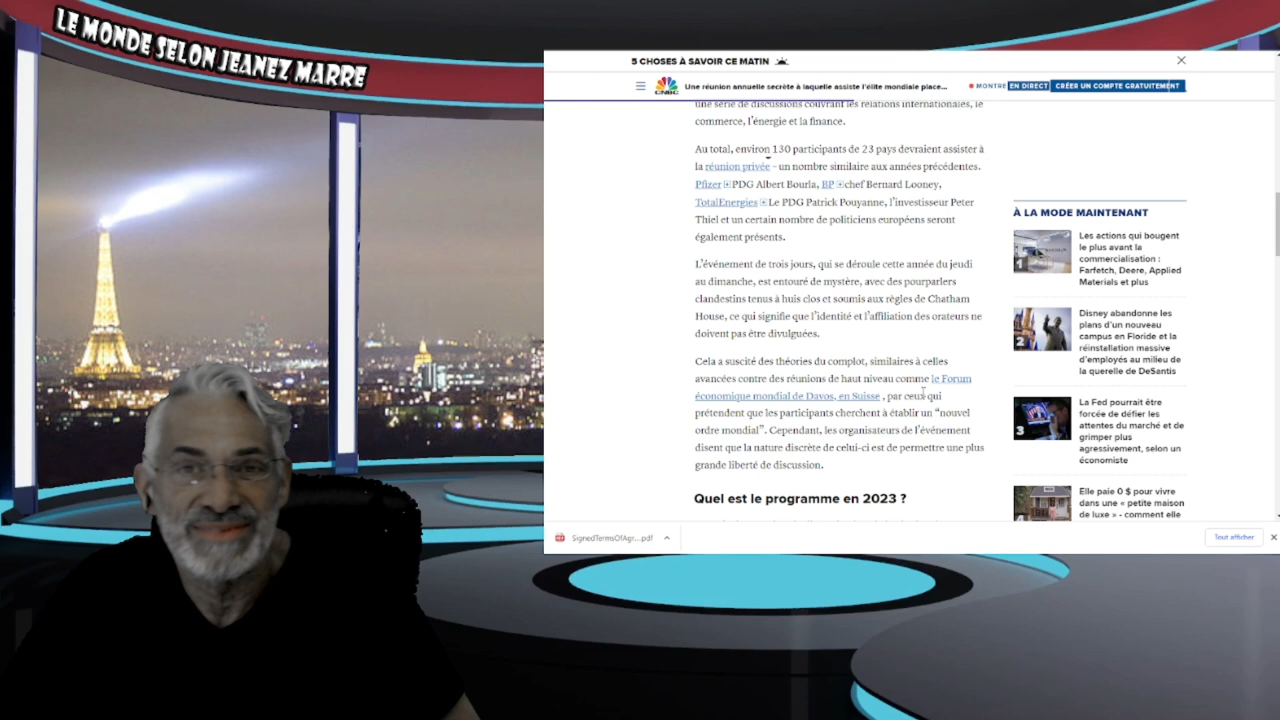 LE MONDE SELON JEANEZ MARRE
5 CHOSES À SAVOIR CE MATIN
CNBC
Une réunion annuelle secrète à laquelle assiste l'élite mondiale place...
MONTRE EN DIRECT
CRÉER UN COMPTE GRATUITEMENT
une série de discussions couvrant les relations internationales, le
commerce, l'énergie et la finance.
Au total, environ 130 participants de 23 pays devraient assister à
la réunion privée - un nombre similaire aux années précédentes.
Pfizer PDG Albert Bourla, BP chef Bernard Looney,
TotalEnergies Le PDG Patrick Pouyanne, l'investisseur Peter
Thiel et un certain nombre de politiciens européens seront
également présents.
L'événement de trois jours, qui se déroule cette année du jeudi
au dimanche, est entouré de mystère, avec des pourparlers
clandestins tenus à huis clos et soumis aux règles de Chatham
House, ce qui signifie que l'identité et l'affiliation des orateurs ne
doivent pas être divulguées.
Cela a suscité des théories du complot, similaires à celles
avancées contre des réunions de haut niveau comme le Forum
économique mondial de Davos, en Suisse , par ceux qui
prétendent que les participants cherchent à établir un “nouvel
ordre mondial”. Cependant, les organisateurs de l'événement
disent que la nature discrète de celui-ci est de permettre une plus
grande liberté de discussion.
Quel est le programme en 2023 ?
À LA MODE MAINTENANT
1
Les actions qui bougent
le plus avant la
commercialisation :
Farfetch, Deere, Applied
Materials et plus
2
Disney abandonne les
plans d'un nouveau
campus en Floride et la
réinstallation massive
d'employés au milieu de
la querelle de DeSantis
3
La Fed pourrait être
forcée de défier les
attentes du marché et de
grimper plus
agressivement, selon un
économiste
4
Elle paie 0 $ pour vivre
dans une « petite maison
de luxe » - comment elle
SignedTermsOfAgr....pdf
Tout afficher